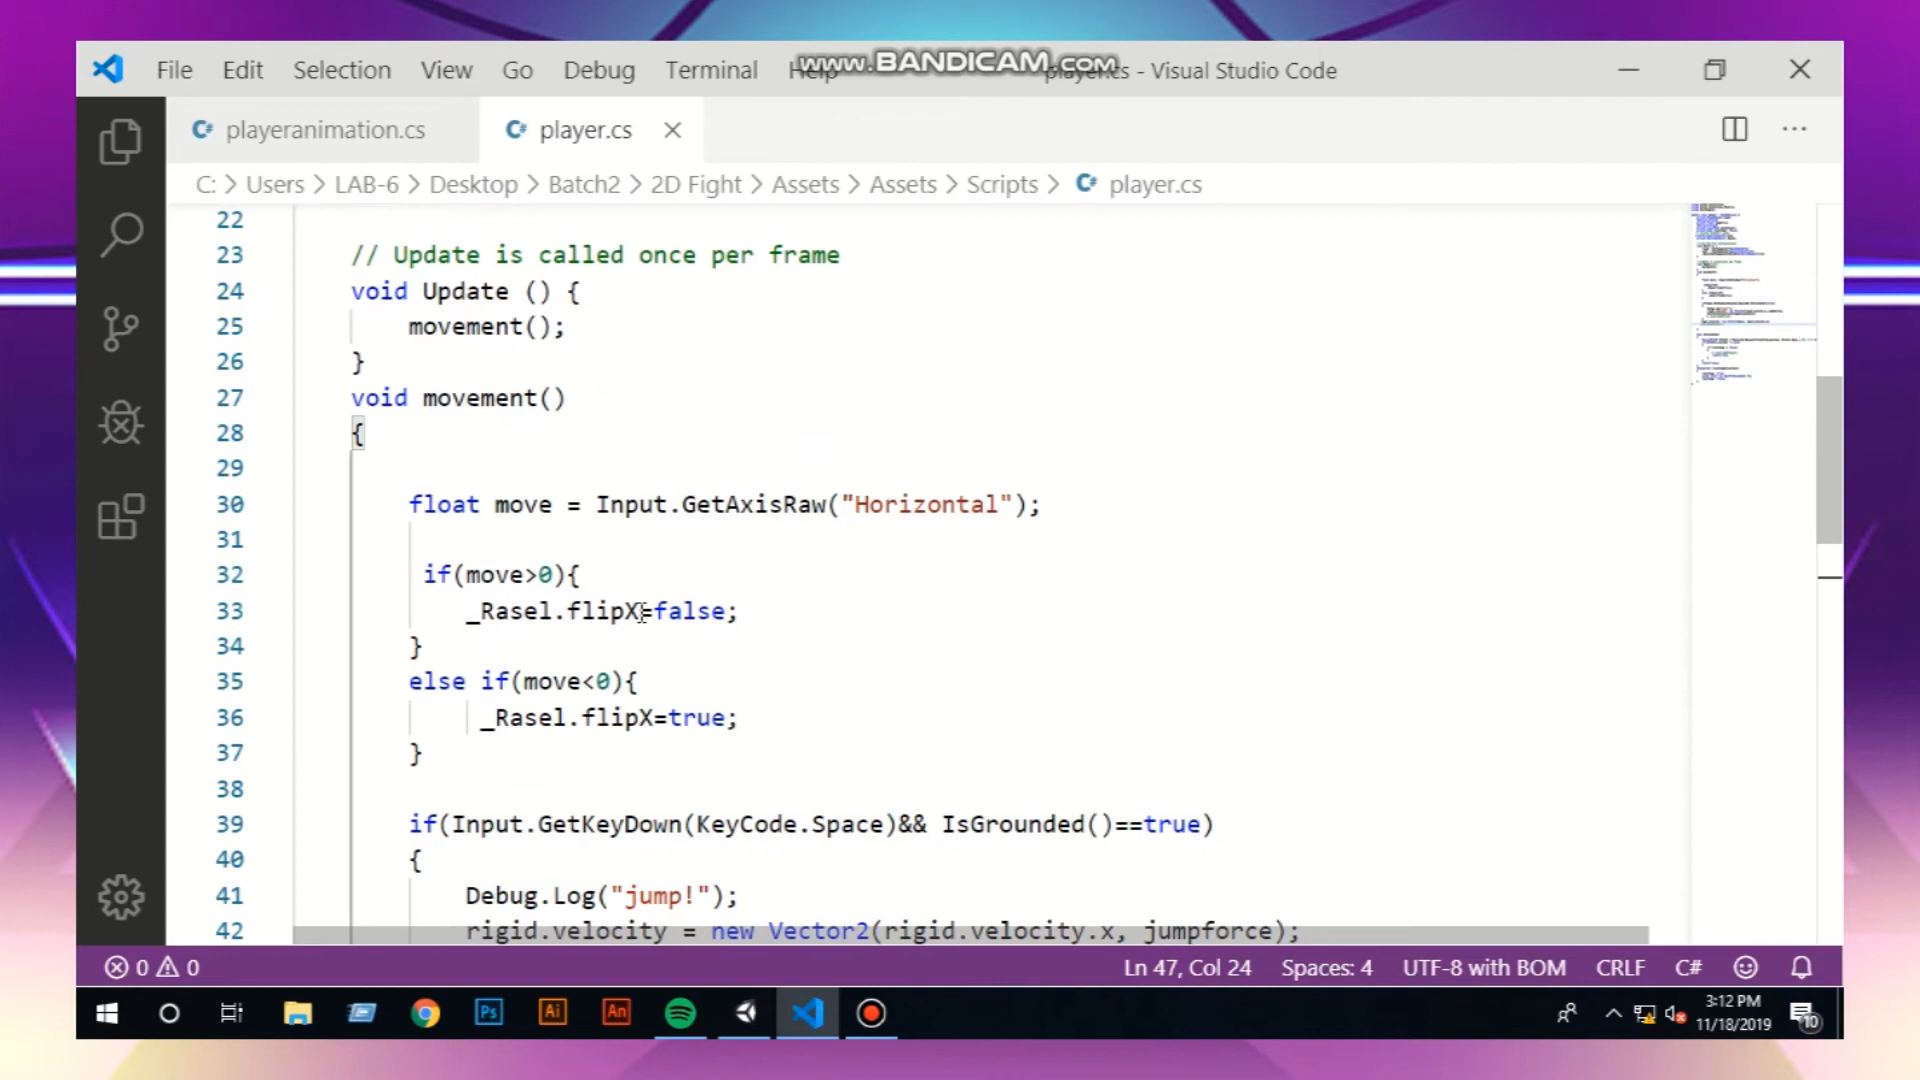 File Edit Selection View Go Debug Terminal Help player.cs - Visual Studio Code
www.BANDICAM.com
playeranimation.cs player.cs
C: > Users > LAB-6 > Desktop > Batch2 > 2D Fight > Assets > Assets > Scripts > player.cs
22
23 // Update is called once per frame
24 void Update () {
25 movement();
26 }
27 void movement()
28 {
29
30 float move = Input.GetAxisRaw("Horizontal");
31
32 if(move>0){
33 _Rasel.flipX=false;
34 }
35 else if(move<0){
36 _Rasel.flipX=true;
37 }
38
39 if(Input.GetKeyDown(KeyCode.Space)&& IsGrounded()==true)
40 {
41 Debug.Log("jump!");
42 rigid.velocity = new Vector2(rigid.velocity.x, jumpforce);
0 0 Ln 47, Col 24 Spaces: 4 UTF-8 with BOM CRLF C#
Ps Ai An 3:12 PM
11/18/2019 10